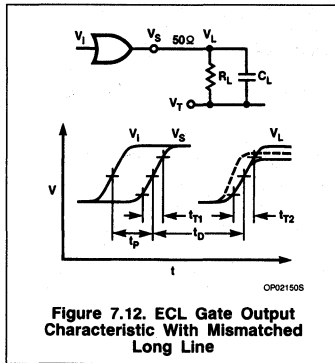 V_I V_S 50Ω V_L
R_L C_L
V_T
V_I V_S V_L
V
t_T1 t_T2
t_P t_D
t
OP02150S
Figure 7.12. ECL Gate Output
Characteristic With Mismatched
Long Line